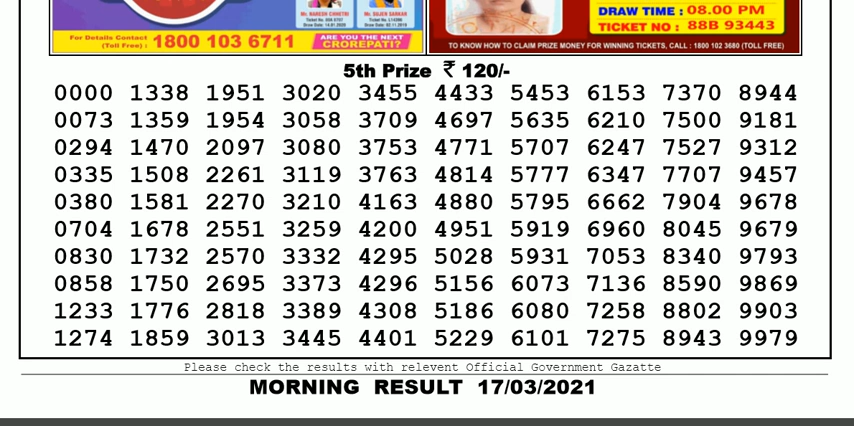 Mr. NARESH CHHETRI
Mr. SUJEN SARKAR
For Details Contact
(Toll Free) : 1800 103 6711
ARE YOU THE NEXT
CROREPATI?
DRAW TIME : 08.00 PM
TICKET NO : 88B 93443
TO KNOW HOW TO CLAIM PRIZE MONEY FOR WINNING TICKETS, CALL : 1800 102 3680 (TOLL FREE)
5th Prize ₹ 120/-
0000 1338 1951 3020 3455 4433 5453 6153 7370 8944
0073 1359 1954 3058 3709 4697 5635 6210 7500 9181
0294 1470 2097 3080 3753 4771 5707 6247 7527 9312
0335 1508 2261 3119 3763 4814 5777 6347 7707 9457
0380 1581 2270 3210 4163 4880 5795 6662 7904 9678
0704 1678 2551 3259 4200 4951 5919 6960 8045 9679
0830 1732 2570 3332 4295 5028 5931 7053 8340 9793
0858 1750 2695 3373 4296 5156 6073 7136 8590 9869
1233 1776 2818 3389 4308 5186 6080 7258 8802 9903
1274 1859 3013 3445 4401 5229 6101 7275 8943 9979
Please check the results with relevent Official Government Gazatte
MORNING RESULT 17/03/2021